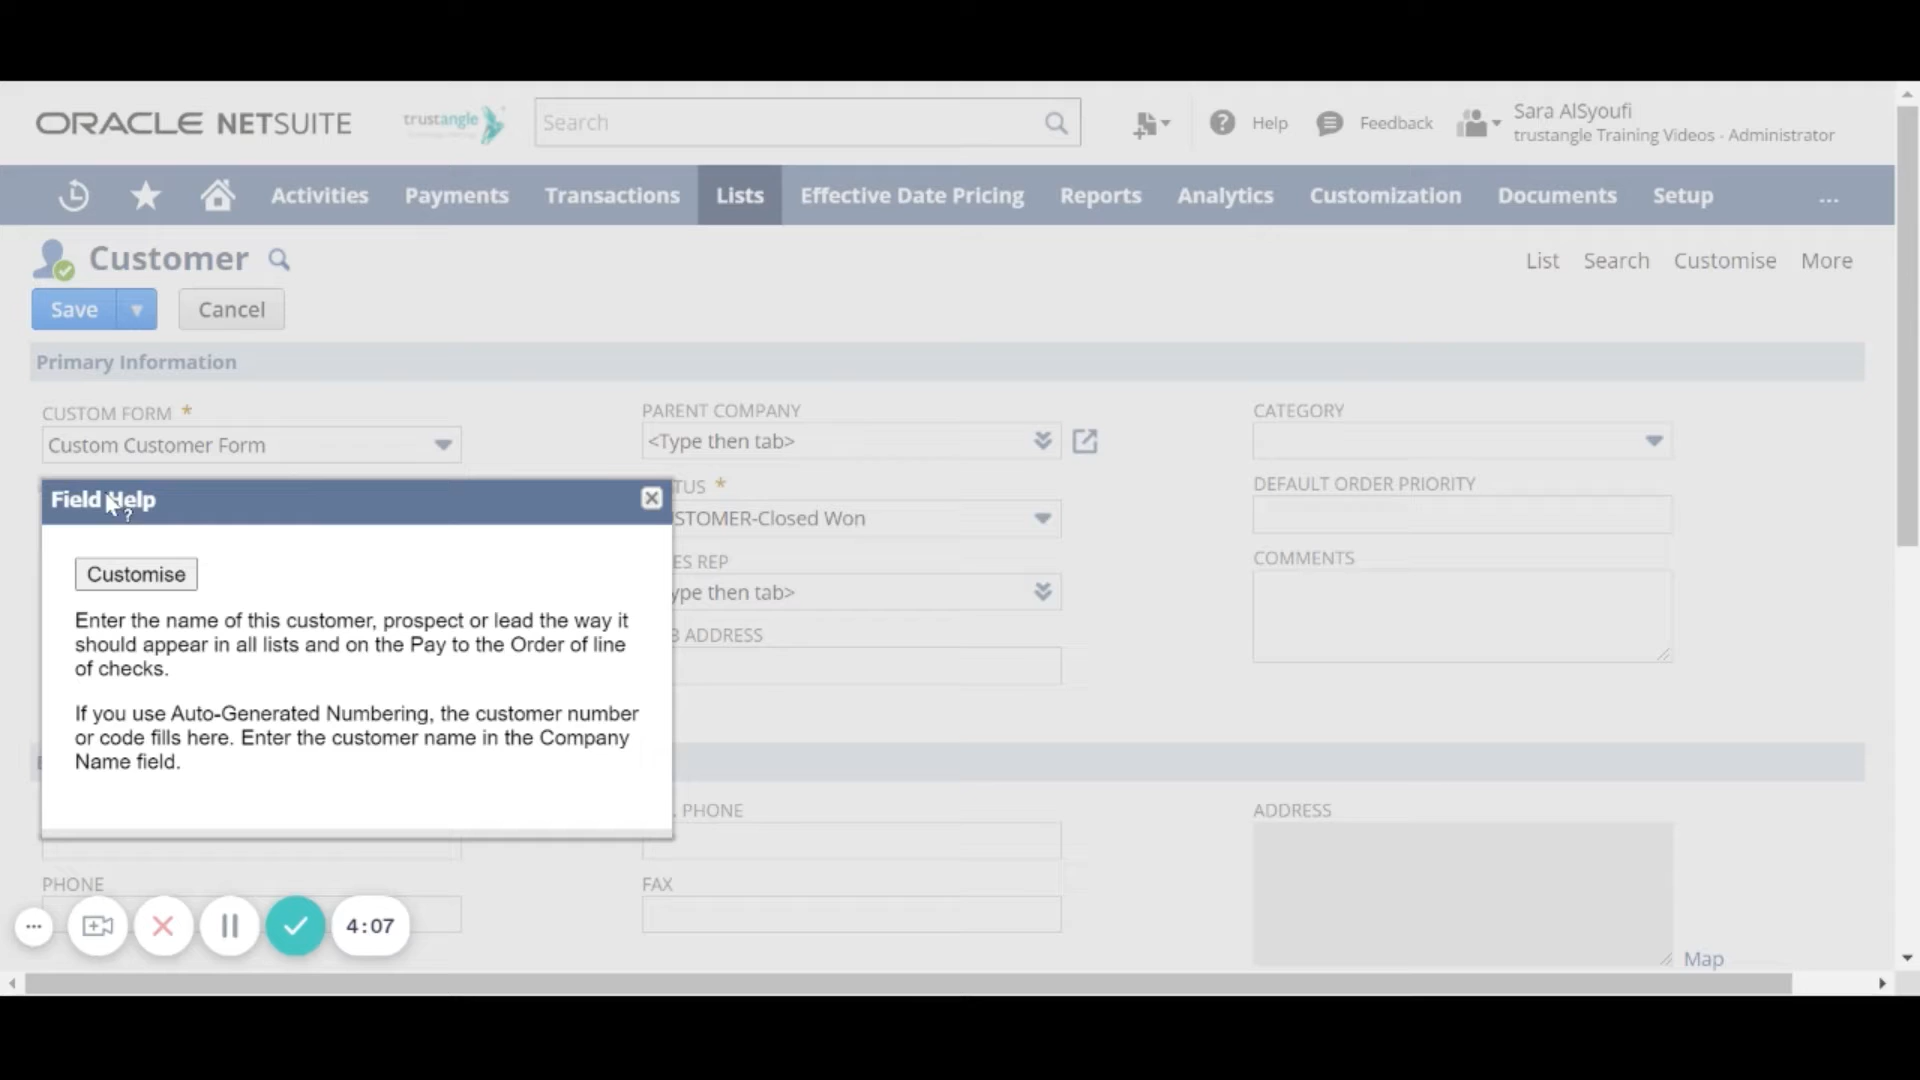 ORACLE NETSUITE
trustangle
Search
Help
Feedback
Sara AlSyoufi
trustangle Training Videos - Administrator
Activities
Payments
Transactions
Lists
Effective Date Pricing
Reports
Analytics
Customization
Documents
Setup
...
Customer
List
Search
Customise
More
Save
Cancel
Primary Information
CUSTOM FORM *
Custom Customer Form
PARENT COMPANY
<Type then tab>
CATEGORY
Field Help
TUS *
STOMER-Closed Won
DEFAULT ORDER PRIORITY
Customise
ES REP
ype then tab>
COMMENTS
Enter the name of this customer, prospect or lead the way it
should appear in all lists and on the Pay to the Order of line
of checks.
ADDRESS
If you use Auto-Generated Numbering, the customer number
or code fills here. Enter the customer name in the Company
Name field.
PHONE
ADDRESS
PHONE
FAX
4:07
Map